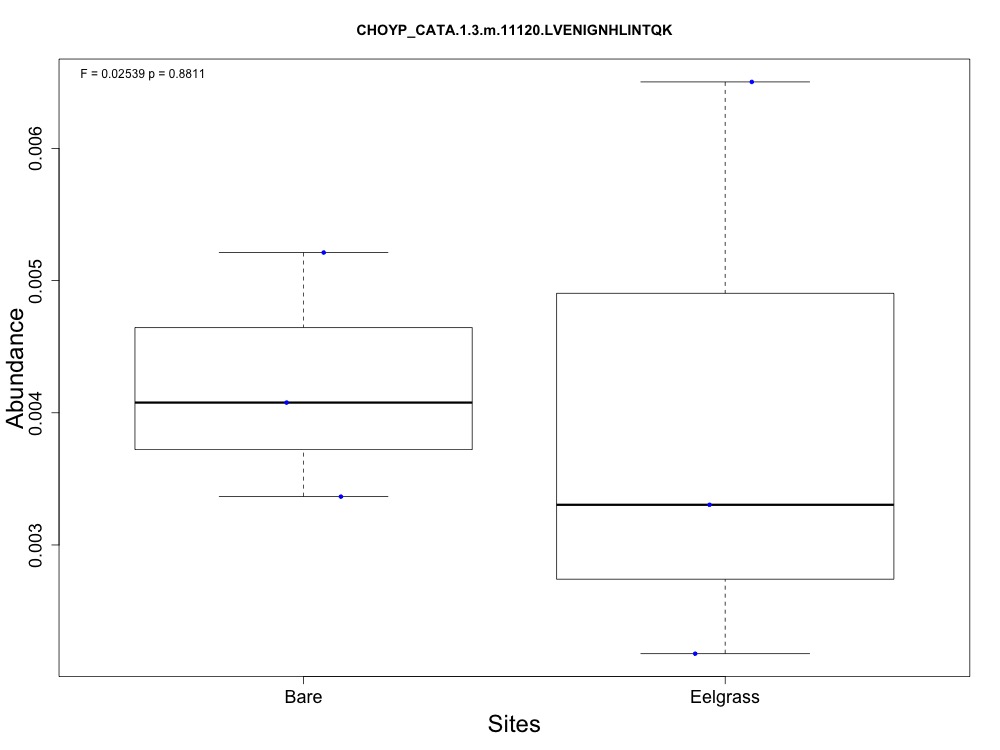 CHOYP_CATA.1.3.m.11120.LVENIGNHLINTQK
F = 0.02539 p = 0.8811
0.006
0.005
0.004
0.003
Abundance
Bare
Eelgrass
Sites